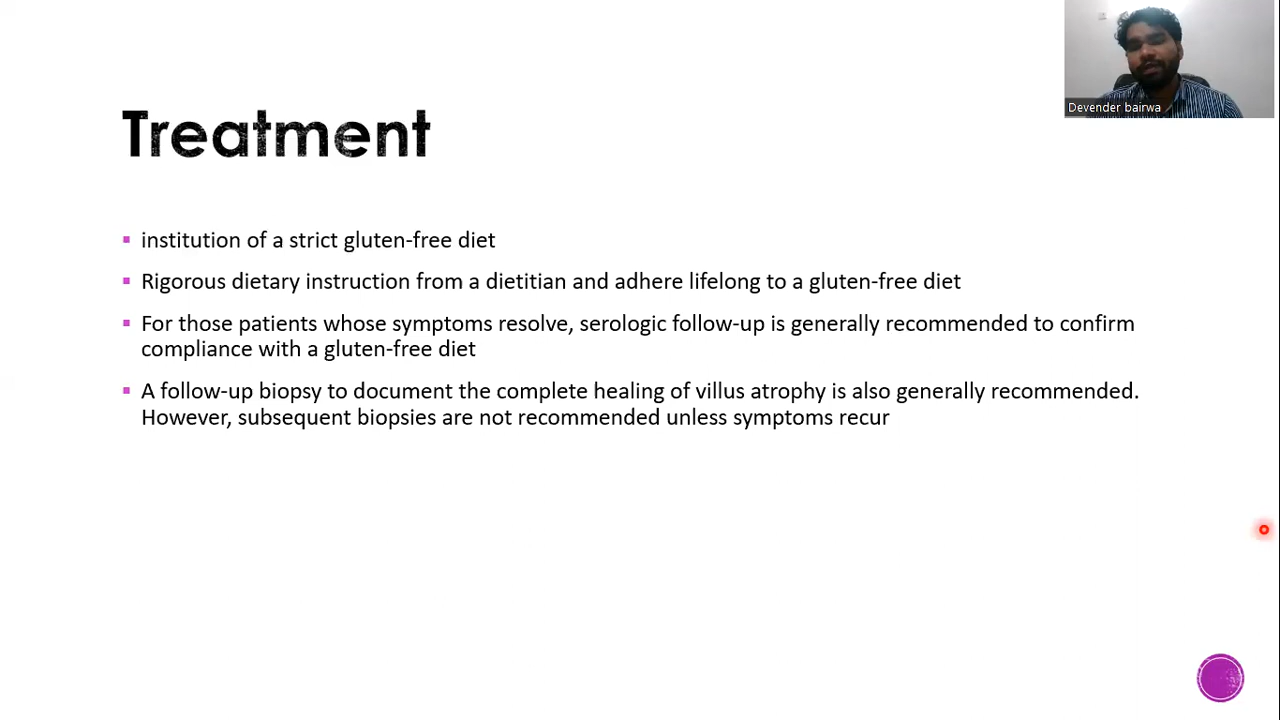 Devender bairwa
Treatment
institution of a strict gluten-free diet
Rigorous dietary instruction from a dietitian and adhere lifelong to a gluten-free diet
For those patients whose symptoms resolve, serologic follow-up is generally recommended to confirm
compliance with a gluten-free diet
A follow-up biopsy to document the complete healing of villus atrophy is also generally recommended.
However, subsequent biopsies are not recommended unless symptoms recur